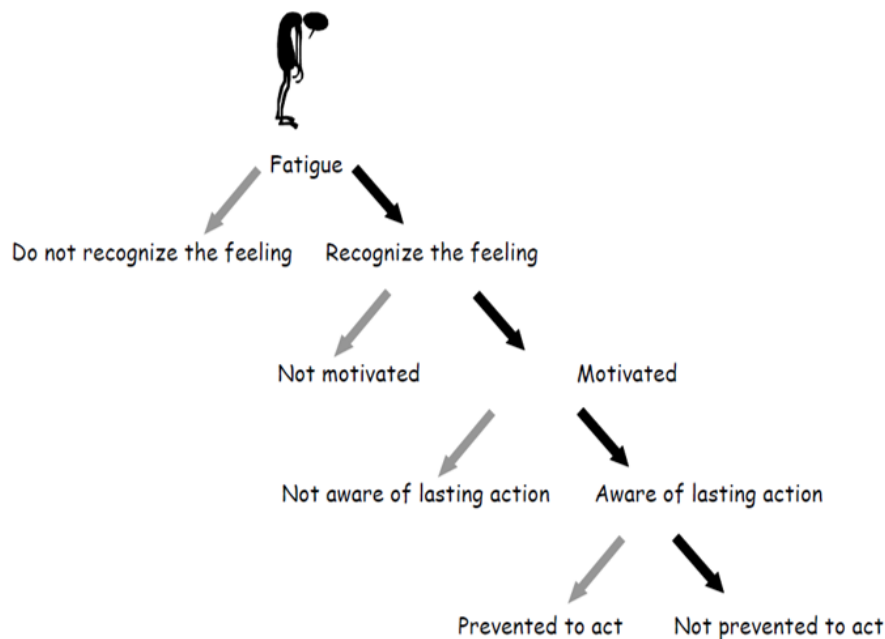 Fatigue
Do not recognize the feeling
Recognize the feeling
Not motivated
Motivated
Not aware of lasting action
Aware of lasting action
Prevented to act
Not prevented to act